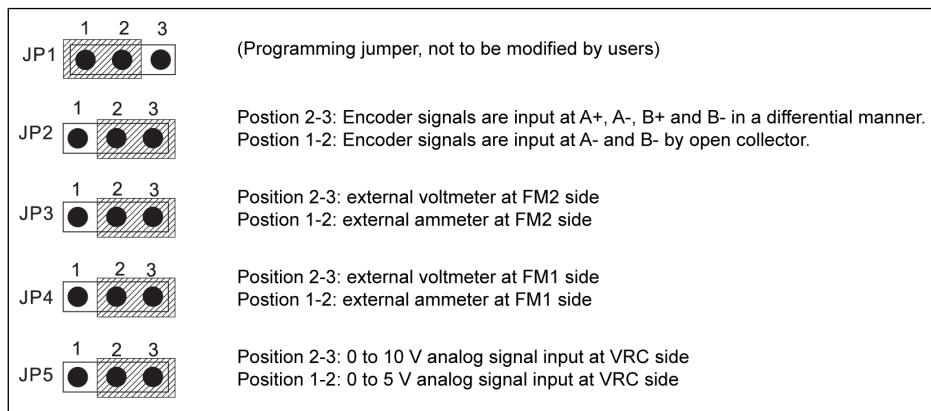 1 2 3
JP1 (Programming jumper, not to be modified by users)
1 2 3
JP2 Postion 2-3: Encoder signals are input at A+, A-, B+ and B- in a differential manner.
Postion 1-2: Encoder signals are input at A- and B- by open collector.
1 2 3
JP3 Position 2-3: external voltmeter at FM2 side
Position 1-2: external ammeter at FM2 side
1 2 3
JP4 Position 2-3: external voltmeter at FM1 side
Postion 1-2: external ammeter at FM1 side
1 2 3
JP5 Position 2-3: 0 to 10 V analog signal input at VRC side
Position 1-2: 0 to 5 V analog signal input at VRC side